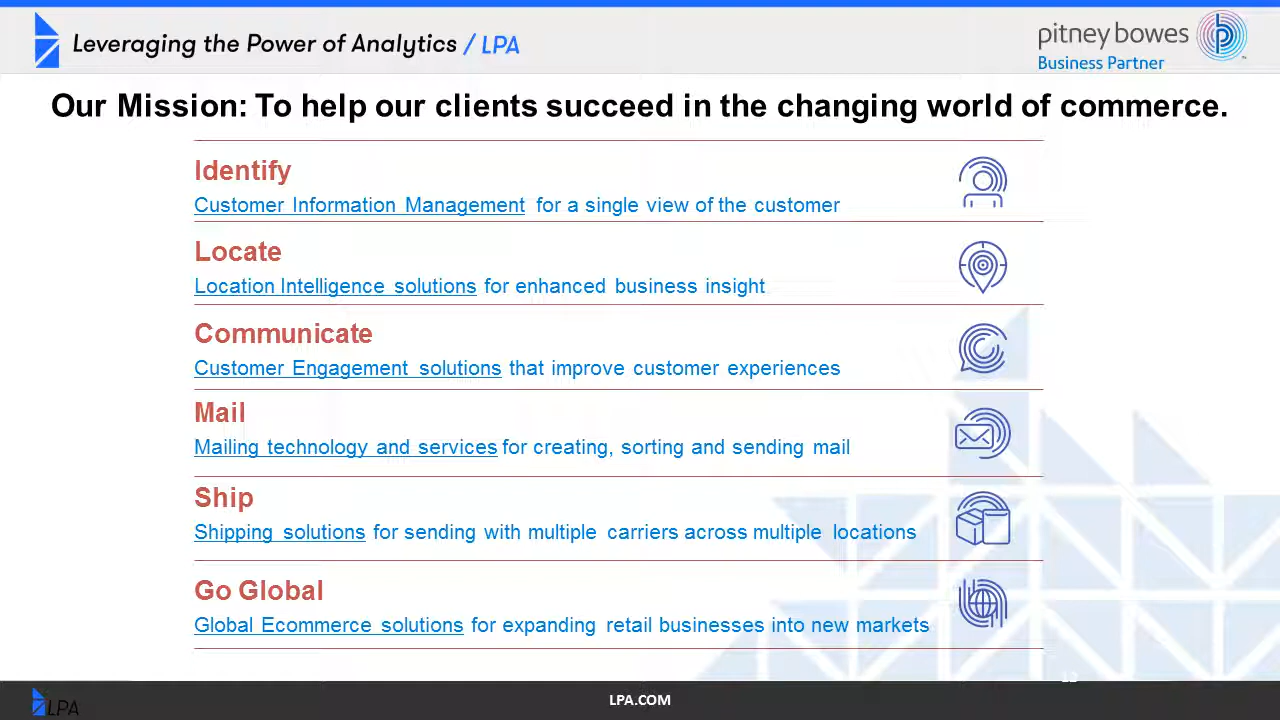 Leveraging the Power of Analytics / LPA
pitney bowes
Business Partner
Our Mission: To help our clients succeed in the changing world of commerce.
Identify
Customer Information Management for a single view of the customer
Locate
Location Intelligence solutions for enhanced business insight
Communicate
Customer Engagement solutions that improve customer experiences
Mail
Mailing technology and services for creating, sorting and sending mail
Ship
Shipping solutions for sending with multiple carriers across multiple locations
Go Global
Global Ecommerce solutions for expanding retail businesses into new markets
LPA
LPA.COM